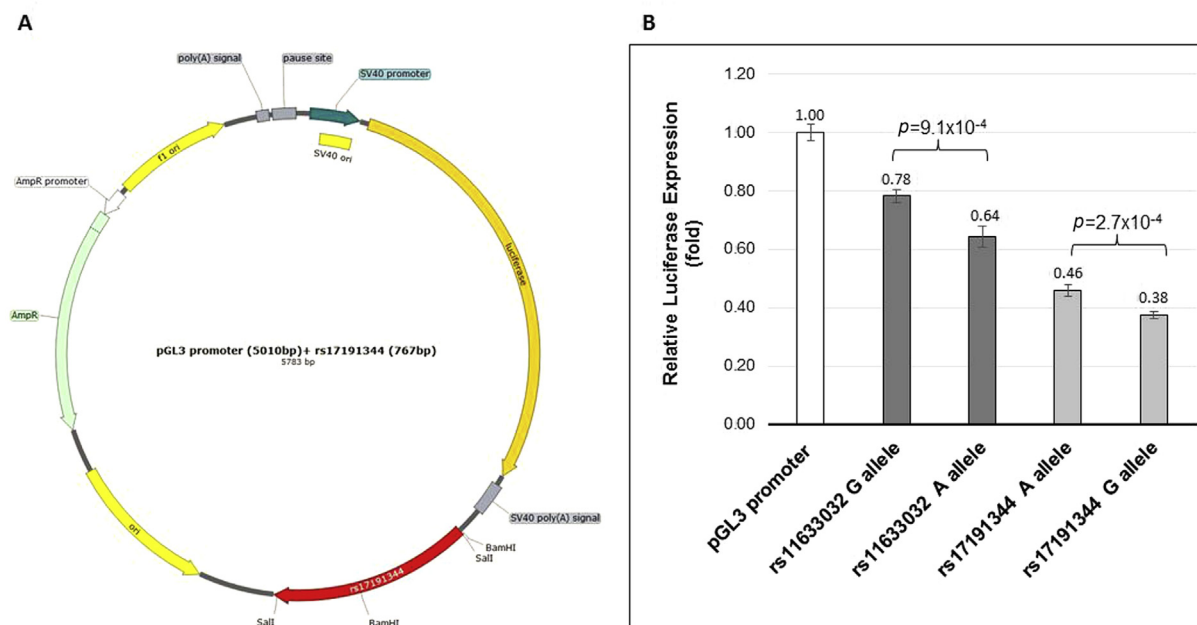 A
poly(A) signal
pause site
SV40 promoter
SV40 ori
f1 ori
AmpR promoter
AmpR
luciferase
pGL3 promoter (5010bp)+ rs17191344 (767bp)
5783 bp
ori
SV40 poly(A) signal
BamHI
SalI
rs17191344
SalI
BamHI
B
Relative Luciferase Expression
(fold)
1.20
1.00
0.80
0.60
0.40
0.20
0.00
1.00
0.78
0.64
0.46
0.38
p=9.1x10-4
p=2.7x10-4
pGL3 promoter
rs11633032 G allele
rs11633032 A allele
rs17191344 A allele
rs17191344 G allele